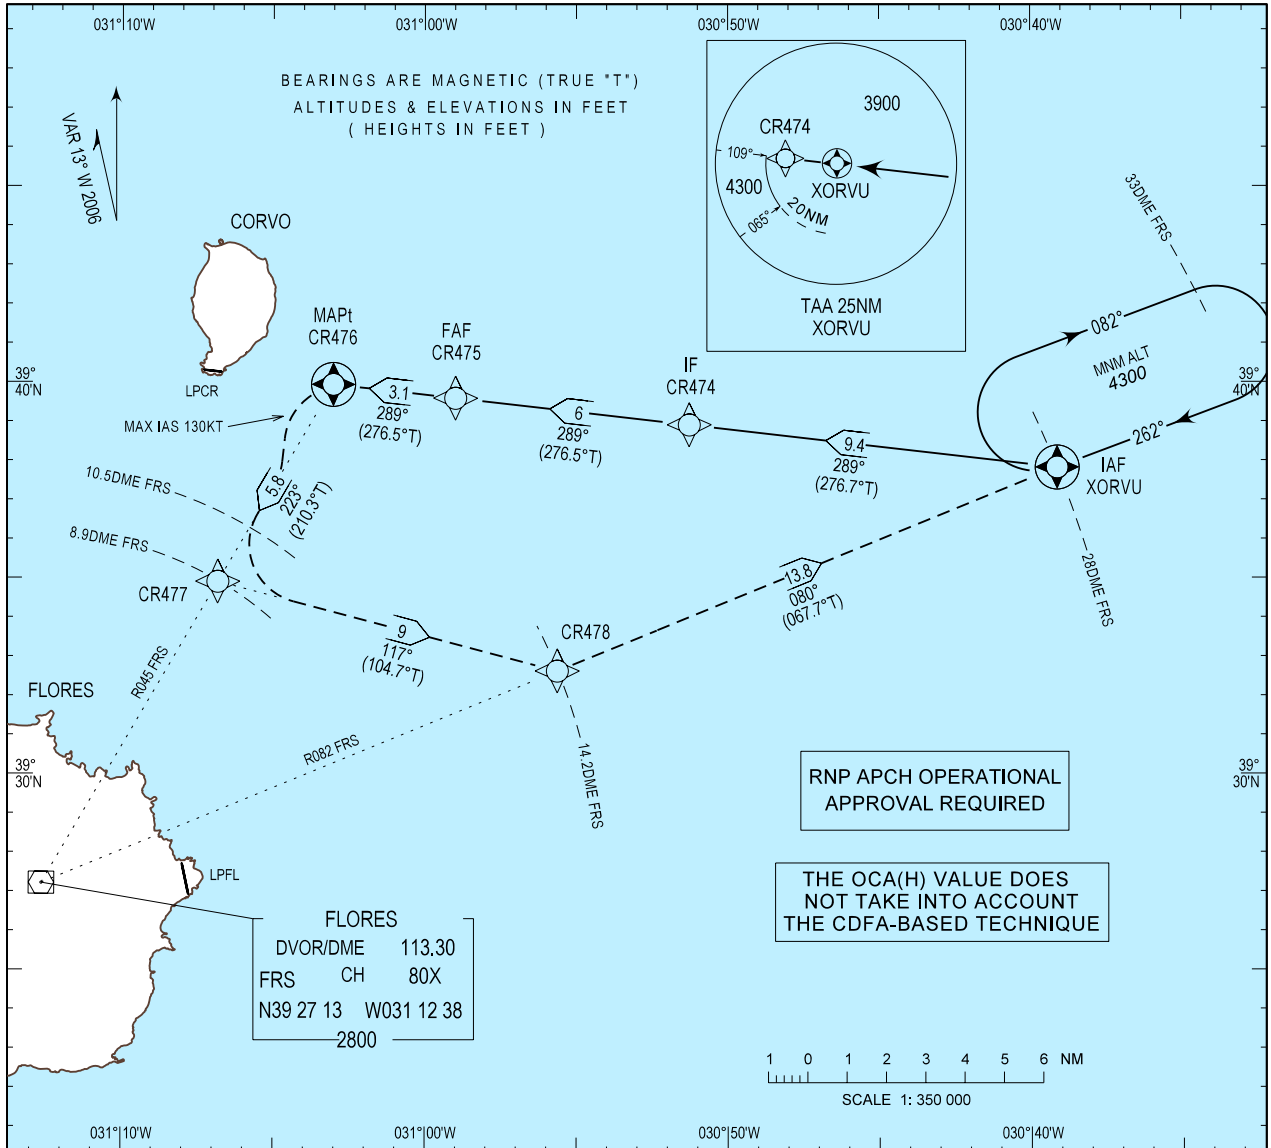 031°10'W
031°00'W
030°50'W
030°40'W
BEARINGS ARE MAGNETIC (TRUE "T")
ALTITUDES & ELEVATIONS IN FEET
( HEIGHTS IN FEET )
VAR 13° W 2006
3900
CR474
109°
4300
XORVU
065°
20NM
TAA 25NM
XORVU
33DME FRS
CORVO
LPCR
MAPt
CR476
FAF
CR475
IF
CR474
082°
MNM ALT
4300
262°
IAF
XORVU
28DME FRS
39°
40'N
39°
40'N
3.1
289°
(276.5°T)
6
289°
(276.5°T)
9.4
289°
(276.7°T)
MAX IAS 130KT
5.8
223°
(210.3°T)
10.5DME FRS
8.9DME FRS
CR477
13.8
080°
(067.7°T)
CR478
9
117°
(104.7°T)
R045 FRS
R082 FRS
14.2DME FRS
FLORES
39°
30'N
39°
30'N
RNP APCH OPERATIONAL
APPROVAL REQUIRED
THE OCA(H) VALUE DOES
NOT TAKE INTO ACCOUNT
THE CDFA-BASED TECHNIQUE
LPFL
FLORES
DVOR/DME 113.30
FRS CH 80X
N39 27 13 W031 12 38
2800
1 0 1 2 3 4 5 6 NM
SCALE 1: 350 000
031°10'W
031°00'W
030°50'W
030°40'W